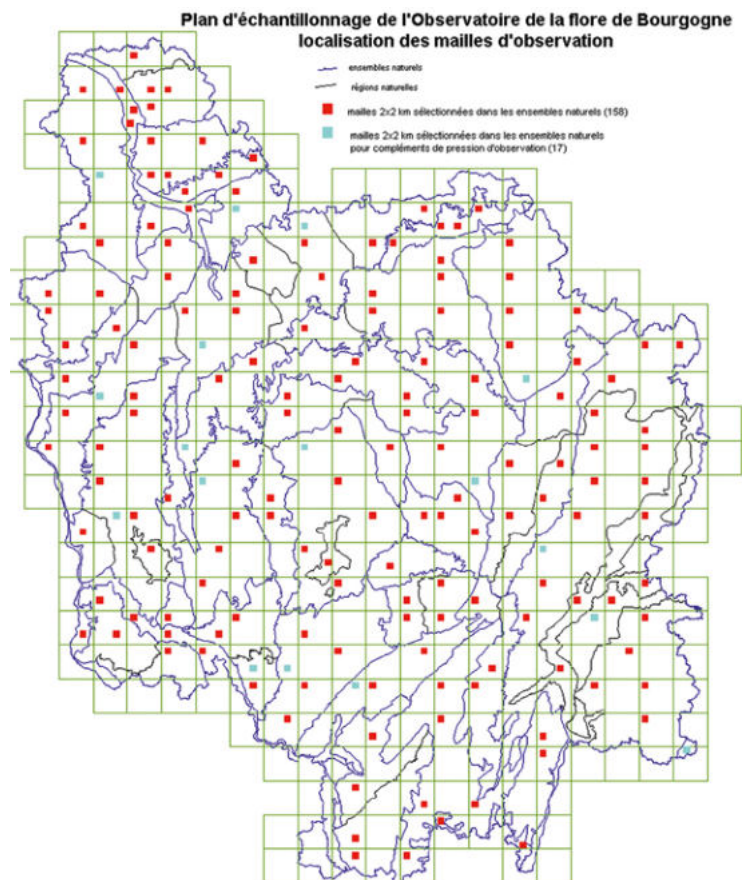 Plan d'échantillonnage de l'Observatoire de la flore de Bourgogne
localisation des mailles d'observation
ensembles naturels
régions naturelles
mailles 2x2 km sélectionnées dans les ensembles naturels (158)
mailles 2x2 km sélectionnées dans les ensembles naturels
pour compléments de pression d'observation (17)